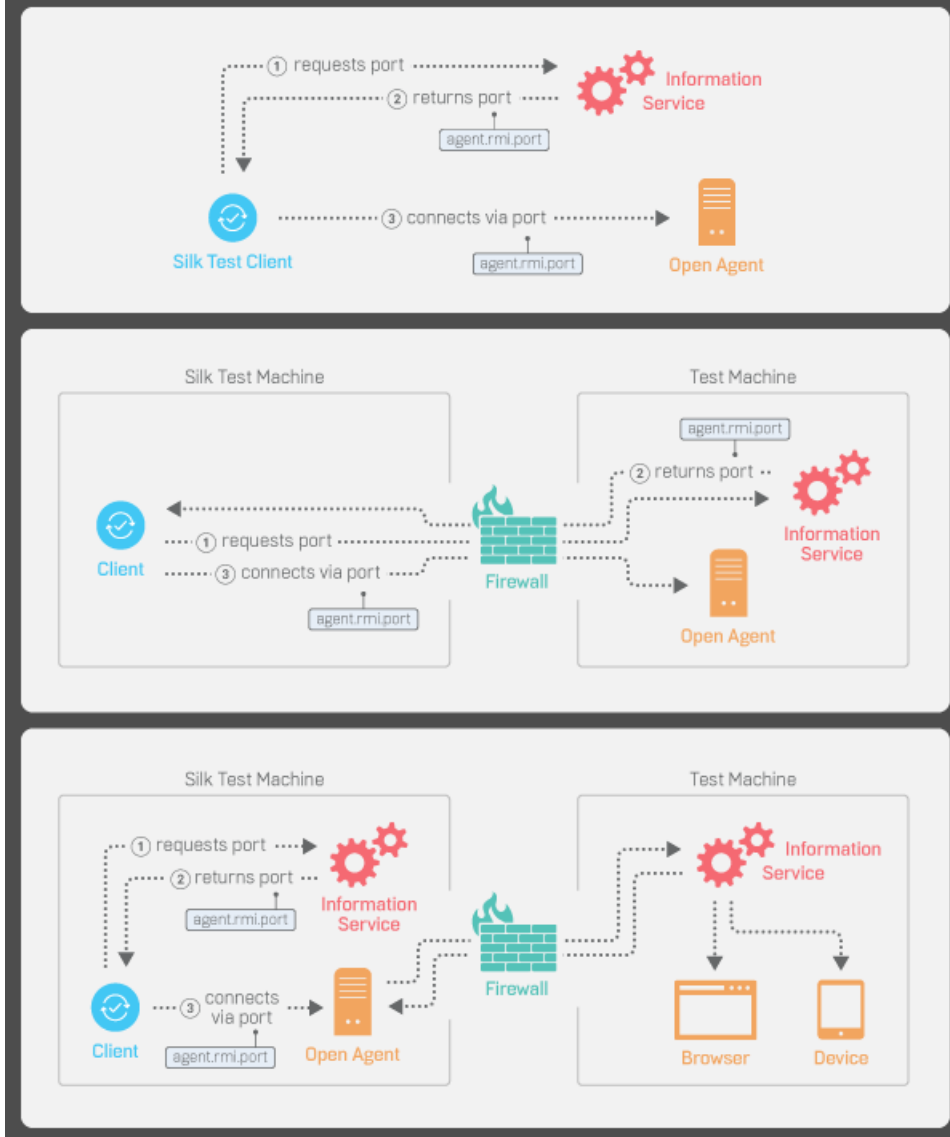 ① requests port
Information
Service
② returns port
agent.rmi.port
③ connects via port
agent.rmi.port
Silk Test Client
Open Agent
Silk Test Machine
Test Machine
agent.rmi.port
② returns port
① requests port
Client
③ connects via port
agent.rmi.port
Firewall
Information
Service
Open Agent
Silk Test Machine
Test Machine
① requests port
② returns port
agent.rmi.port
Information
Service
③ connects
via port
agent.rmi.port
Client
Open Agent
Firewall
Information
Service
Browser
Device